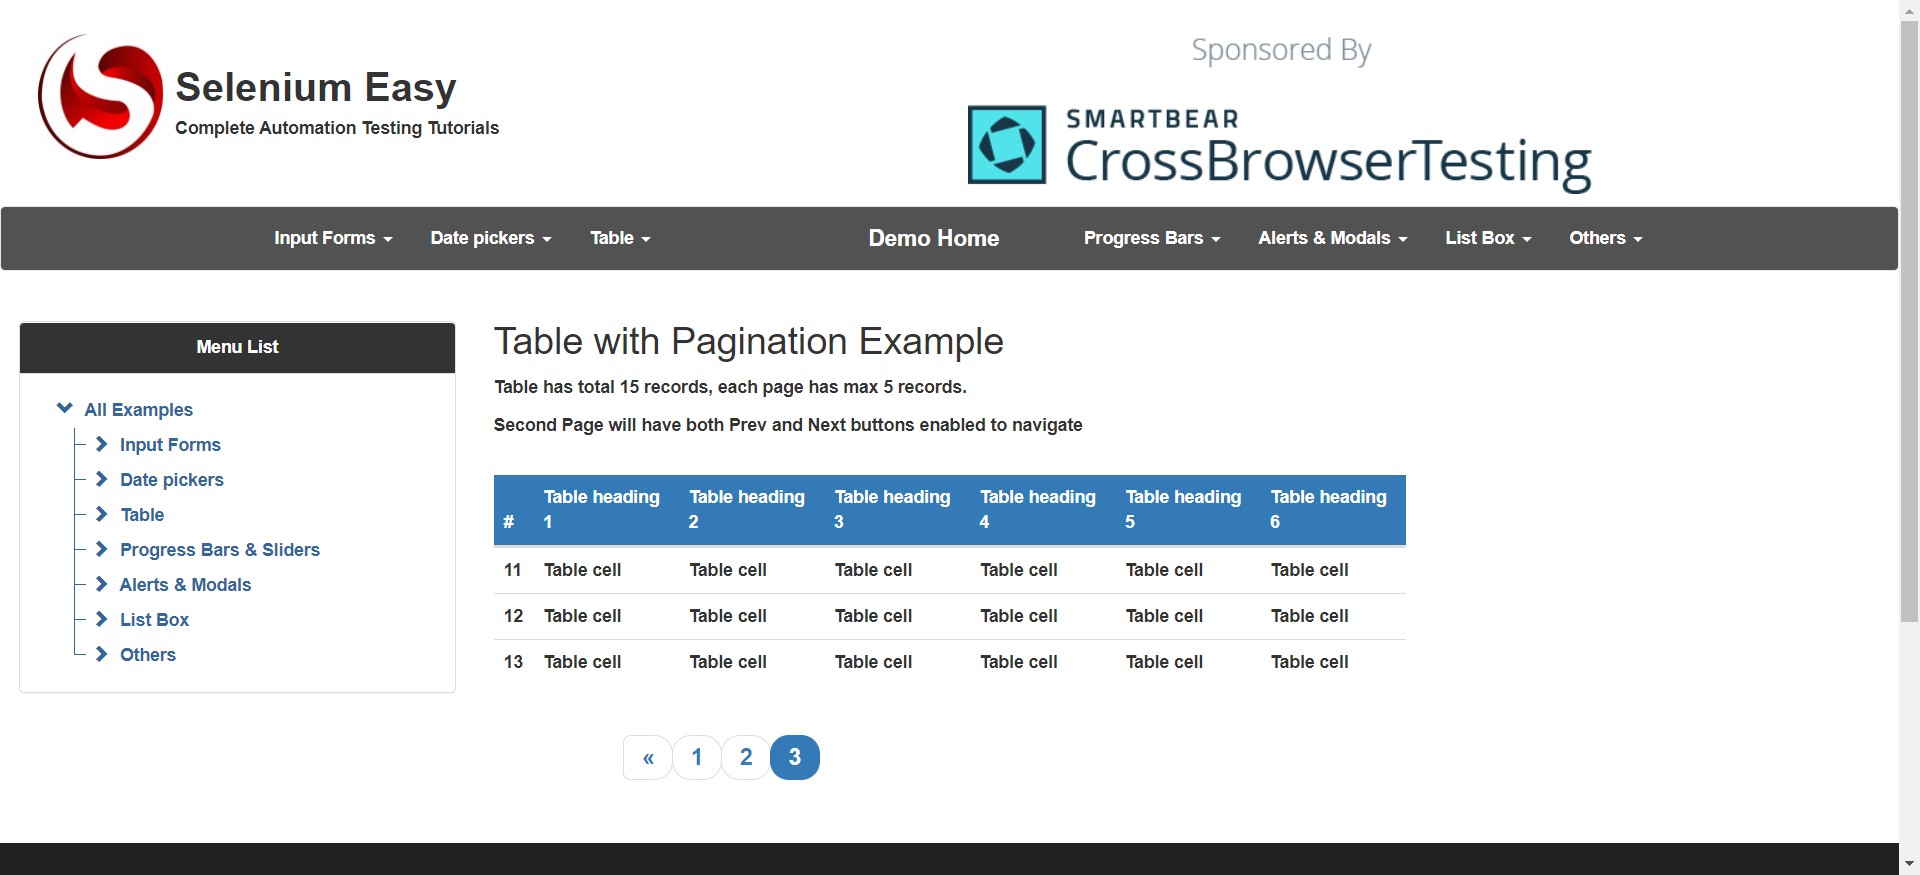 Selenium Easy
Complete Automation Testing Tutorials
Sponsored By
SMARTBEAR
CrossBrowserTesting
Input Forms Date pickers Table Demo Home Progress Bars Alerts & Modals List Box Others
Menu List
All Examples
Input Forms
Date pickers
Table
Progress Bars & Sliders
Alerts & Modals
List Box
Others
Table with Pagination Example
Table has total 15 records, each page has max 5 records.
Second Page will have both Prev and Next buttons enabled to navigate
# Table heading 1 Table heading 2 Table heading 3 Table heading 4 Table heading 5 Table heading 6
11 Table cell Table cell Table cell Table cell Table cell Table cell
12 Table cell Table cell Table cell Table cell Table cell Table cell
13 Table cell Table cell Table cell Table cell Table cell Table cell
« 1 2 3